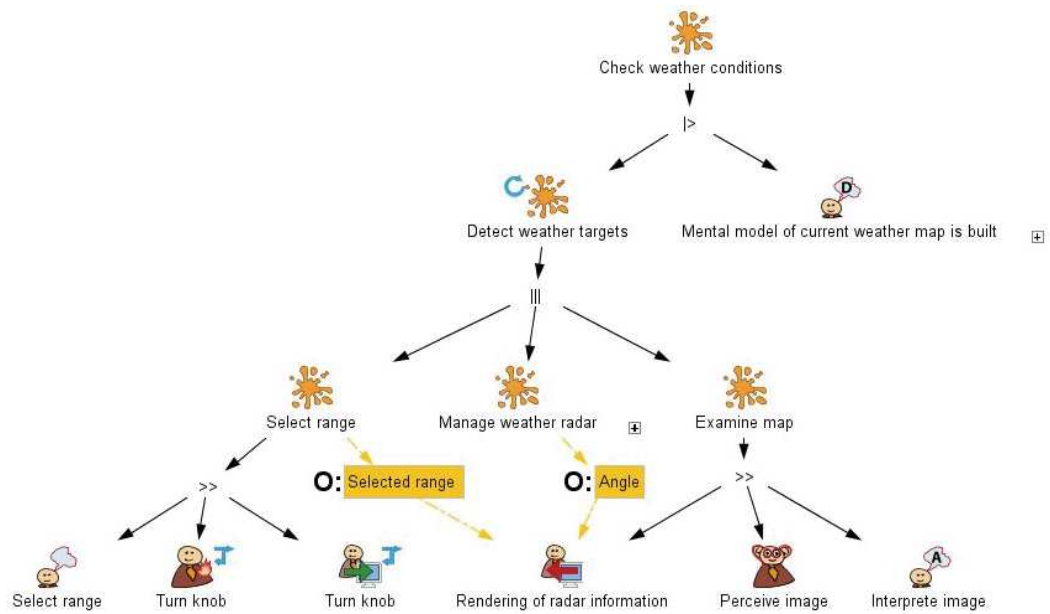 Check weather conditions
|>
D
Detect weather targets
Mental model of current weather map is built
|||
Select range
Manage weather radar
Examine map
>>
O: Selected range
O: Angle
>>
A
Select range
Turn knob
Turn knob
Rendering of radar information
Perceive image
Interprete image